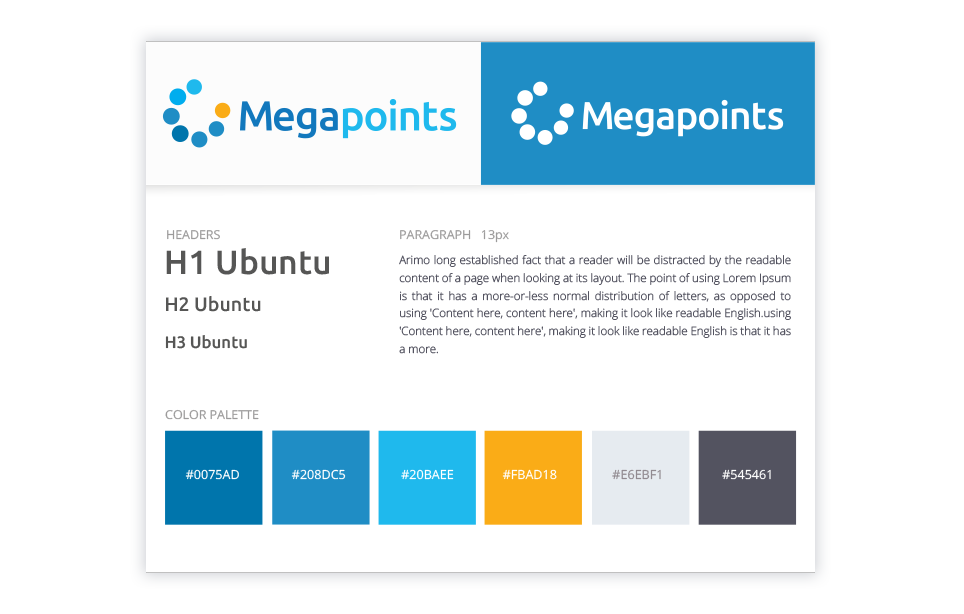 Megapoints
Megapoints
HEADERS
H1 Ubuntu
H2 Ubuntu
H3 Ubuntu
PARAGRAPH 13px
Arimo long established fact that a reader will be distracted by the readable
content of a page when looking at its layout. The point of using Lorem Ipsum
is that it has a more-or-less normal distribution of letters, as opposed to
using 'Content here, content here', making it look like readable English.using
'Content here, content here', making it look like readable English is that it has
a more.
COLOR PALETTE
#0075AD
#208DC5
#20BAEE
#FBAD18
#E6EBF1
#545461